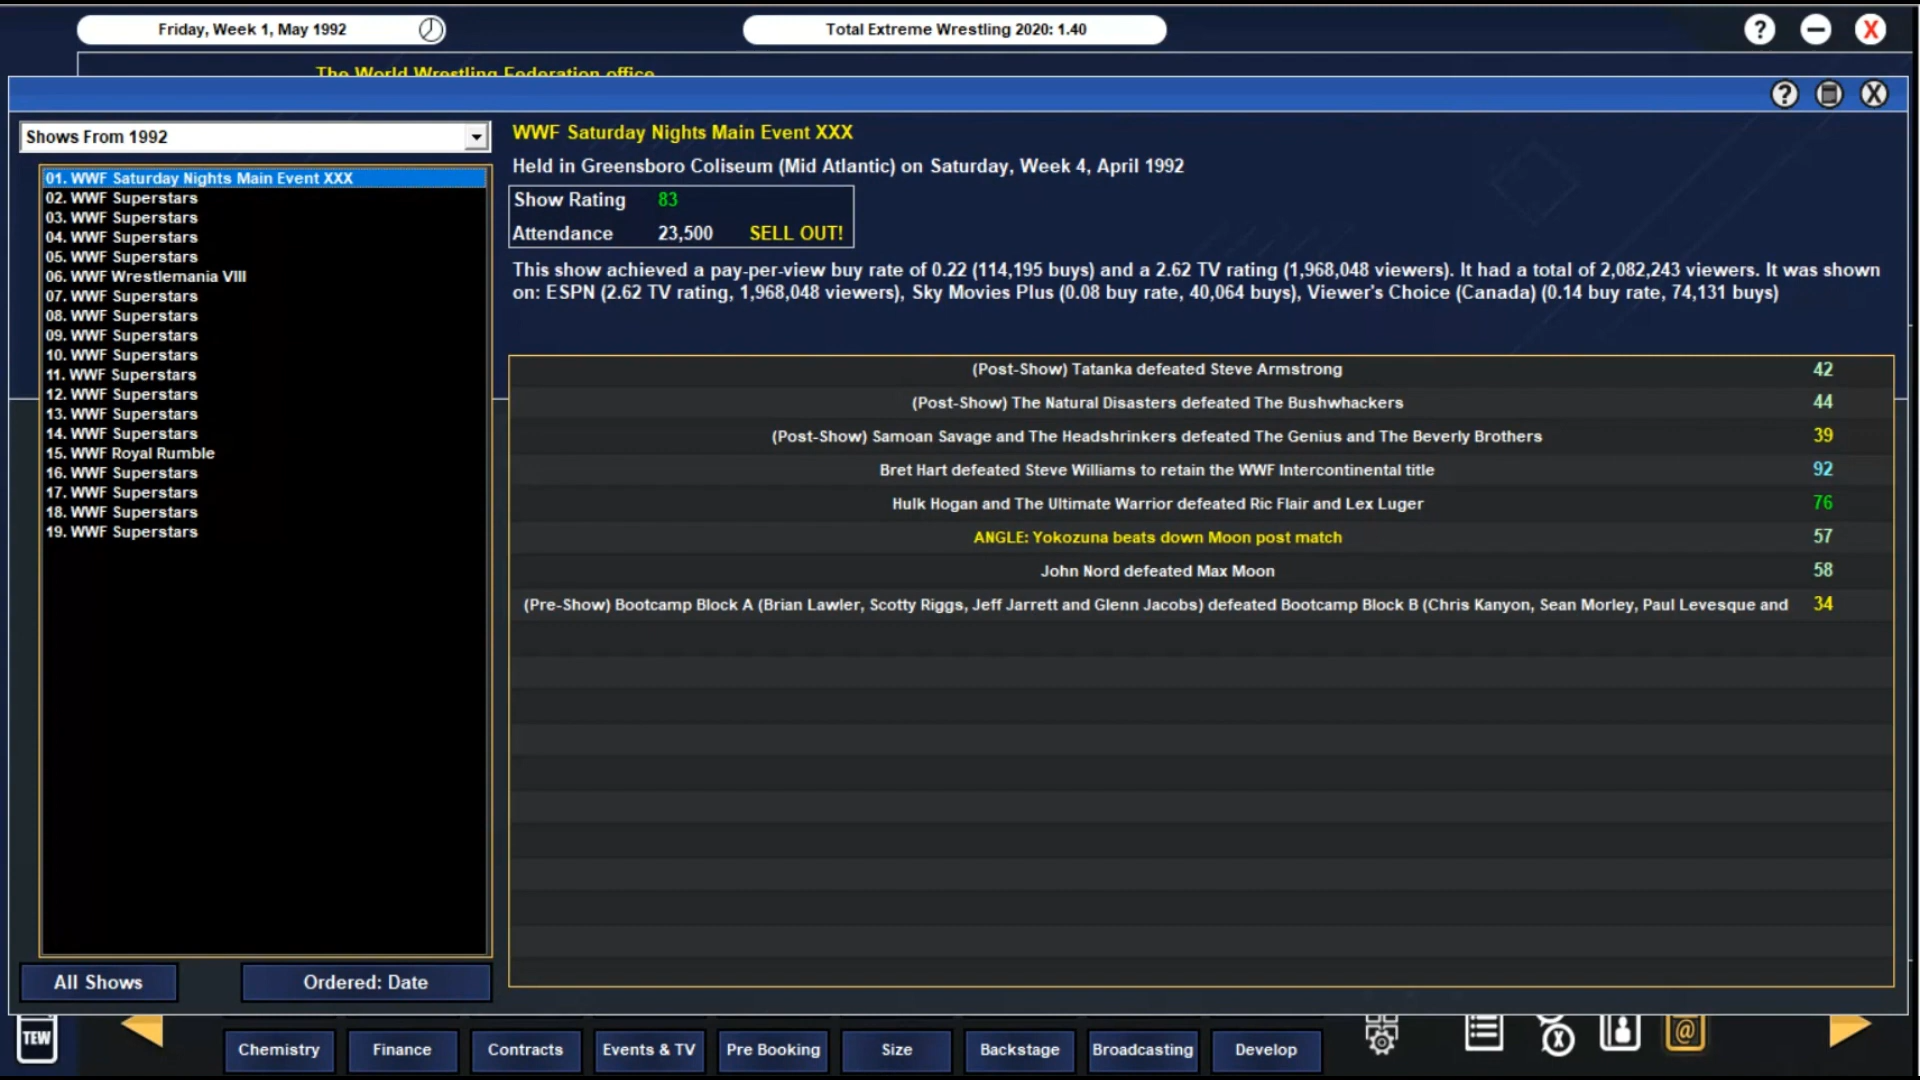 Friday, Week 1, May 1992
Total Extreme Wrestling 2020: 1.40
? X
The World Wrestling Federation office
? X
Shows From 1992
01. WWF Saturday Nights Main Event XXX
02. WWF Superstars
03. WWF Superstars
04. WWF Superstars
05. WWF Superstars
06. WWF Wrestlemania VIII
07. WWF Superstars
08. WWF Superstars
09. WWF Superstars
10. WWF Superstars
11. WWF Superstars
12. WWF Superstars
13. WWF Superstars
14. WWF Superstars
15. WWF Royal Rumble
16. WWF Superstars
17. WWF Superstars
18. WWF Superstars
19. WWF Superstars
All Shows
Ordered: Date
WWF Saturday Nights Main Event XXX
Held in Greensboro Coliseum (Mid Atlantic) on Saturday, Week 4, April 1992
Show Rating 83
Attendance 23,500 SELL OUT!
This show achieved a pay-per-view buy rate of 0.22 (114,195 buys) and a 2.62 TV rating (1,968,048 viewers). It had a total of 2,082,243 viewers. It was shown
on: ESPN (2.62 TV rating, 1,968,048 viewers), Sky Movies Plus (0.08 buy rate, 40,064 buys), Viewer's Choice (Canada) (0.14 buy rate, 74,131 buys)
(Post-Show) Tatanka defeated Steve Armstrong 42
(Post-Show) The Natural Disasters defeated The Bushwhackers 44
(Post-Show) Samoan Savage and The Headshrinkers defeated The Genius and The Beverly Brothers 39
Bret Hart defeated Steve Williams to retain the WWF Intercontinental title 92
Hulk Hogan and The Ultimate Warrior defeated Ric Flair and Lex Luger 76
ANGLE: Yokozuna beats down Moon post match 57
John Nord defeated Max Moon 58
(Pre-Show) Bootcamp Block A (Brian Lawler, Scotty Riggs, Jeff Jarrett and Glenn Jacobs) defeated Bootcamp Block B (Chris Kanyon, Sean Morley, Paul Levesque and 34
TEW
Chemistry
Finance
Contracts
Events & TV
Pre Booking
Size
Backstage
Broadcasting
Develop
X
@